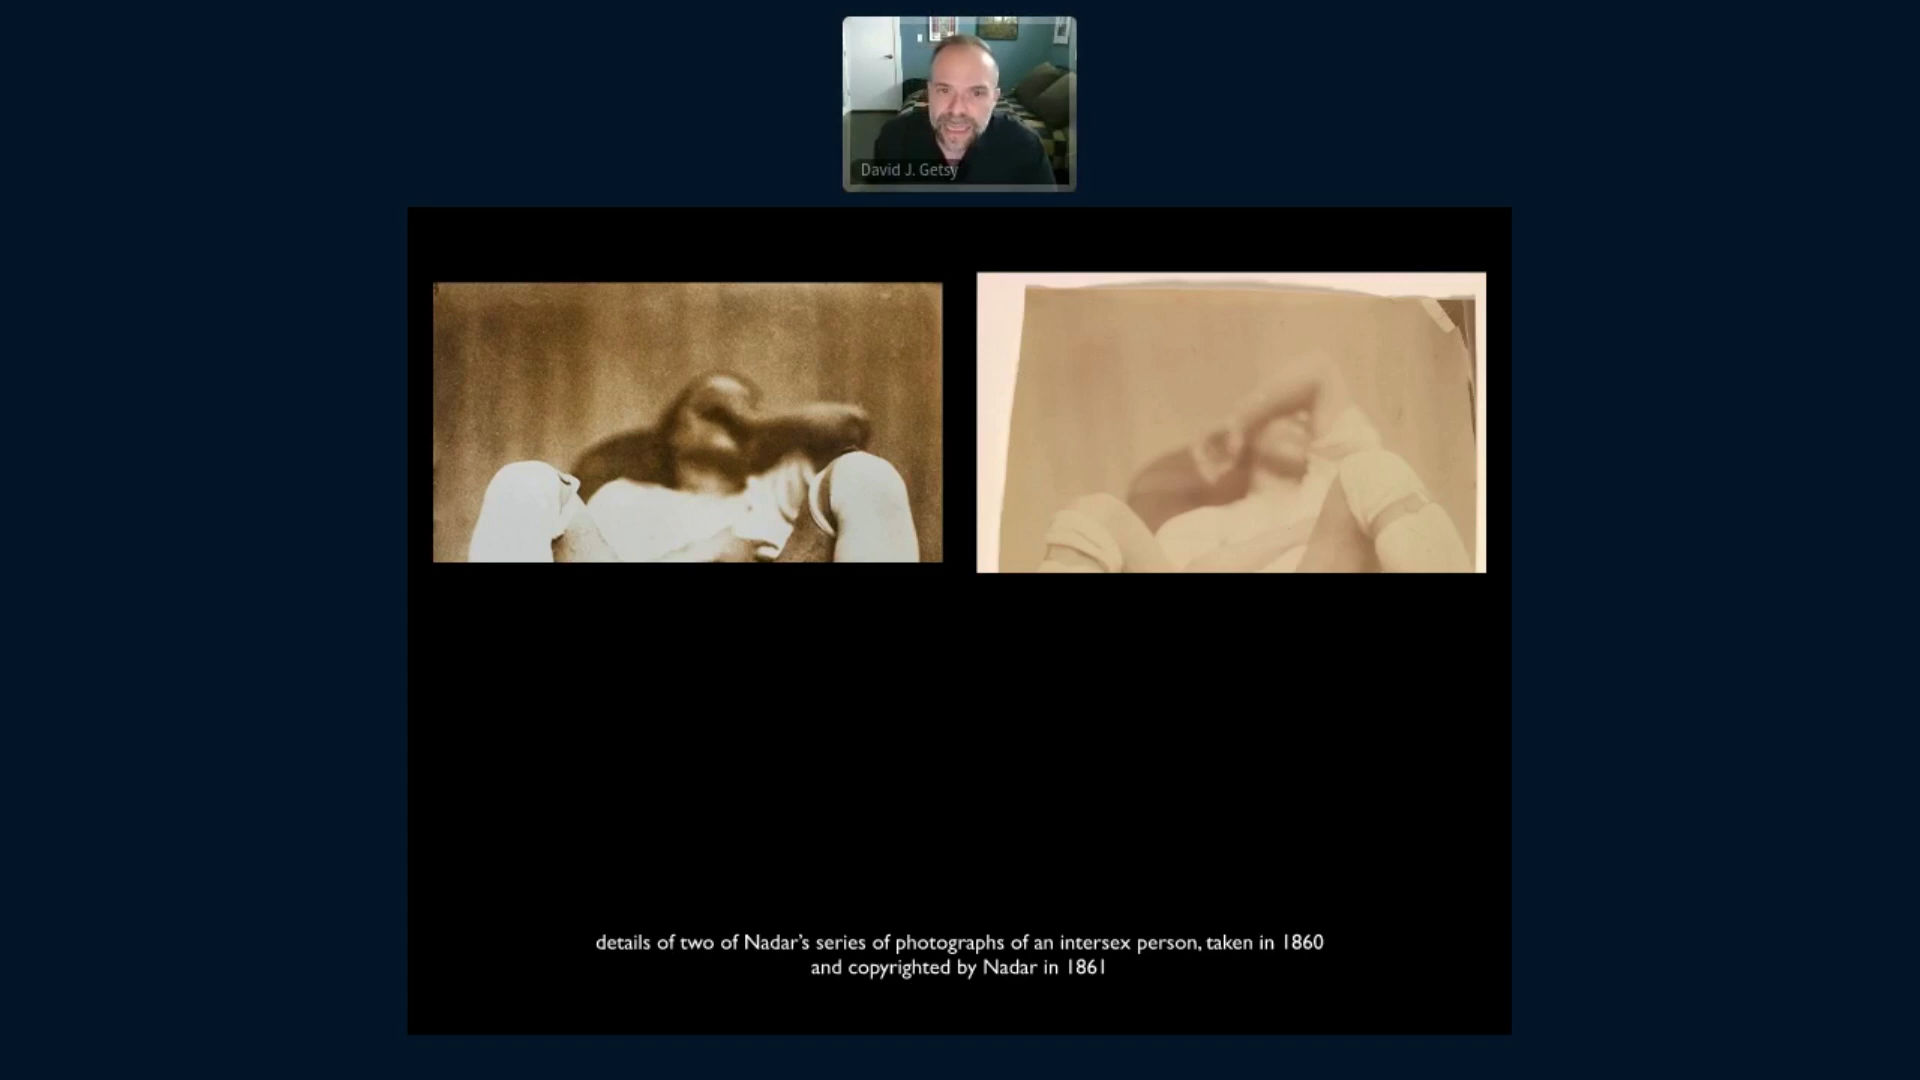 David J. Getsy
details of two of Nadar's series of photographs of an intersex person, taken in 1860
and copyrighted by Nadar in 1861